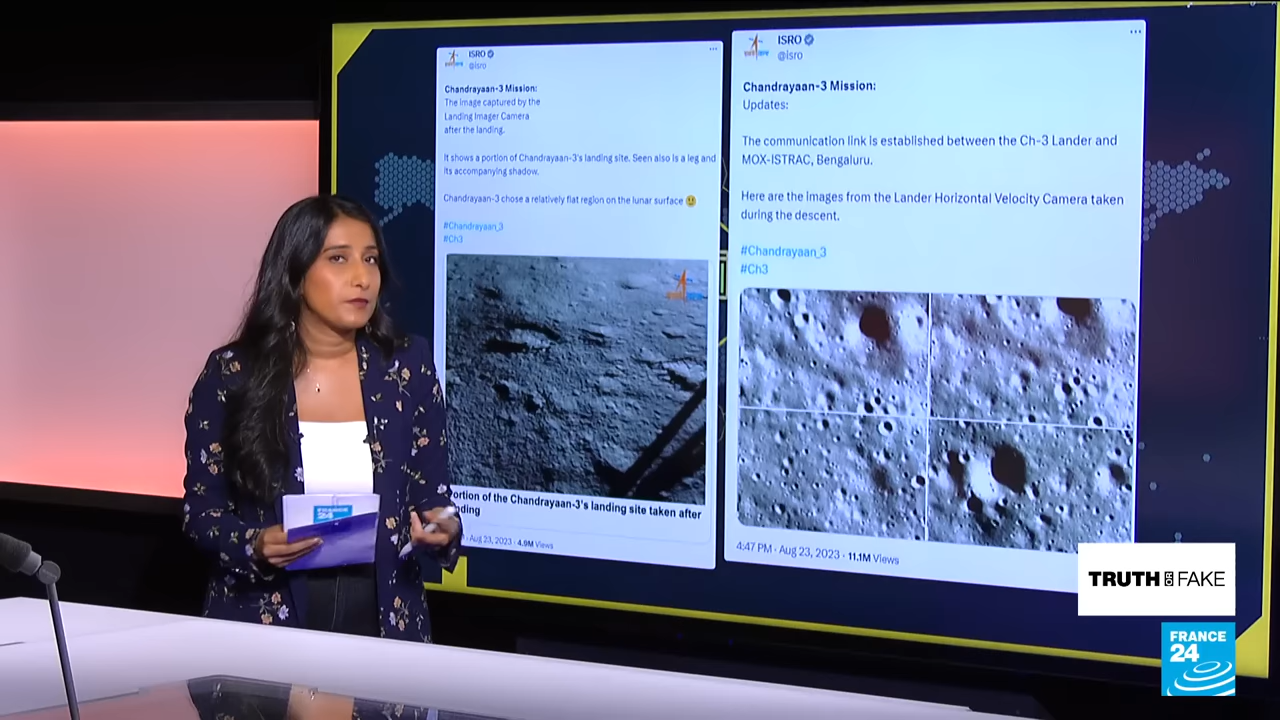 ISRO
@isro
Chandrayaan-3 Mission:
The image captured by the
Landing Imager Camera
after the landing.
It shows a portion of Chandrayaan-3's landing site. Seen also is a leg and
its accompanying shadow.
Chandrayaan-3 chose a relatively flat region on the lunar surface 🙂
#Chandrayaan_3
#Ch3
ortion of the Chandrayaan-3's landing site taken after
nding
Aug 23, 2023 · 4.9M Views
ISRO
@isro
Chandrayaan-3 Mission:
Updates:
The communication link is established between the Ch-3 Lander and
MOX-ISTRAC, Bengaluru.
Here are the images from the Lander Horizontal Velocity Camera taken
during the descent.
#Chandrayaan_3
#Ch3
4:47 PM · Aug 23, 2023 · 11.1M Views
FRANCE
24
TRUTH OR FAKE
FRANCE
24